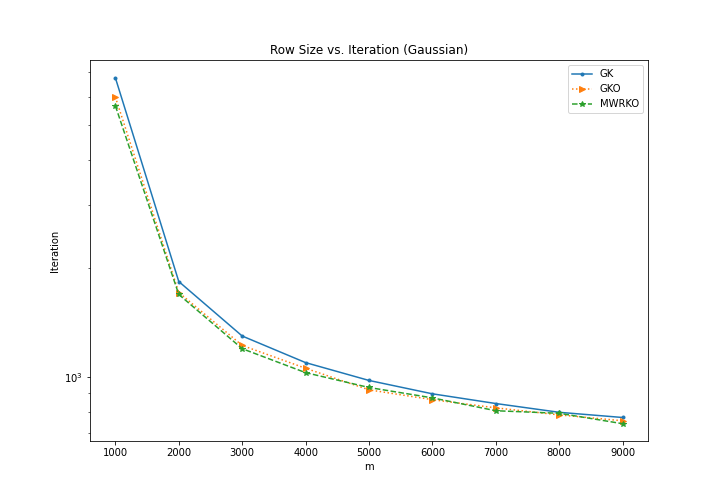 Row Size vs. Iteration (Gaussian)
GK
GKO
MWRKO
Iteration
10³
1000 2000 3000 4000 5000 6000 7000 8000 9000
m